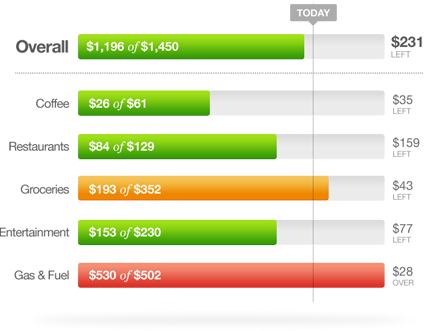 TODAY
Overall $1,196 of $1,450 $231
LEFT
Coffee $26 of $61 $35
LEFT
Restaurants $84 of $129 $159
LEFT
Groceries $193 of $352 $43
LEFT
Entertainment $153 of $230 $77
LEFT
Gas & Fuel $530 of $502 $28
OVER